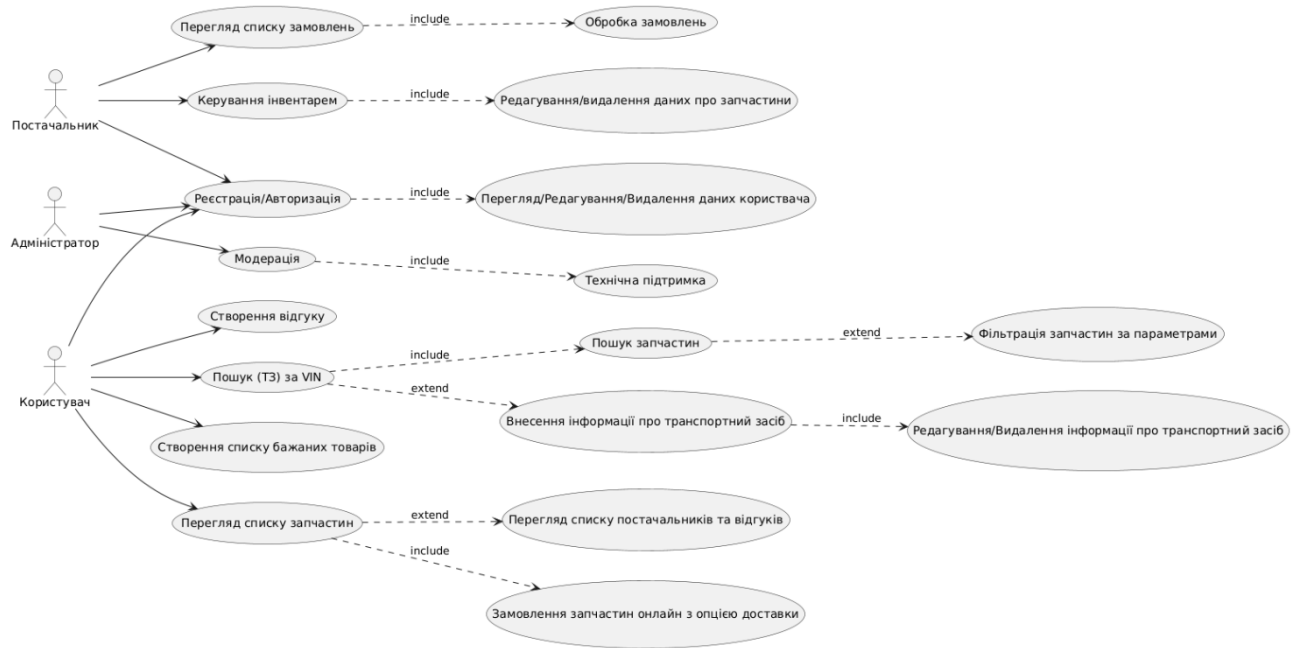 Перегляд списку замовлень
include
Обробка замовлень
Постачальник
Керування інвентарем
include
Редагування/видалення даних про запчастини
Реєстрація/Авторизація
include
Перегляд/Редагування/Видалення даних користвача
Адміністратор
Модерація
include
Технічна підтримка
Користувач
Створення відгуку
Пошук (ТЗ) за VIN
include
Пошук запчастин
extend
Фільтрація запчастин за параметрами
extend
Внесення інформації про транспортний засіб
include
Редагування/Видалення інформації про транспортний засіб
Створення списку бажаних товарів
Перегляд списку запчастин
extend
Перегляд списку постачальників та відгуків
include
Замовлення запчастин онлайн з опцією доставки